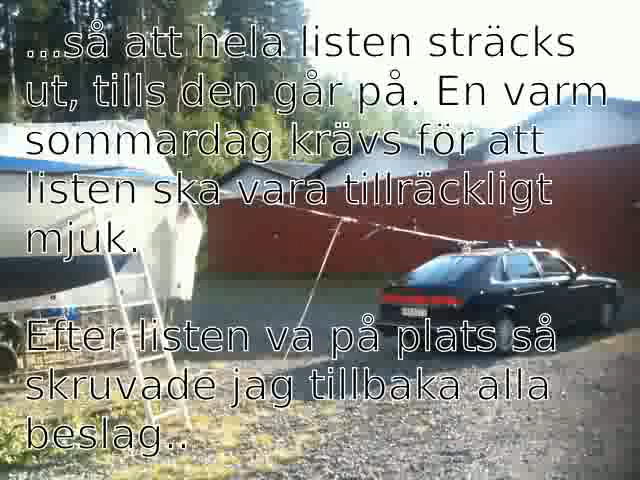 ...så att hela listen sträcks
ut, tills den går på. En varm
sommardag krävs för att
listen ska vara tillräckligt
mjuk.
Efter listen va på plats så
skruvade jag tillbaka alla
beslag..